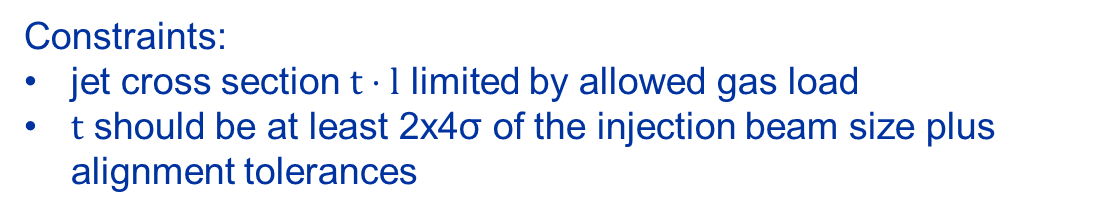 Constraints:
• jet cross section t · l limited by allowed gas load
• t should be at least 2x4σ of the injection beam size plus
alignment tolerances